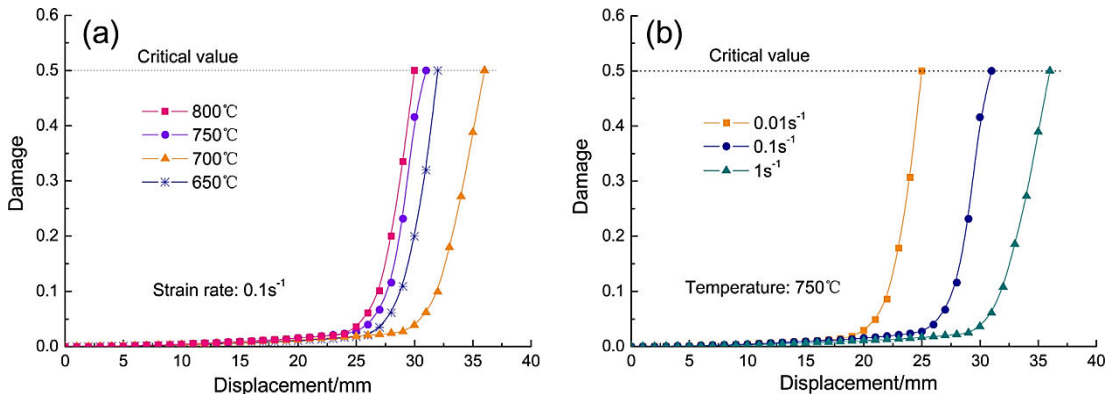 (a)
Critical value
800℃
750℃
700℃
650℃
Strain rate: 0.1s⁻¹
Damage
0.6
0.5
0.4
0.3
0.2
0.1
0.0
0 5 10 15 20 25 30 35 40
Displacement/mm
(b)
Critical value
0.01s⁻¹
0.1s⁻¹
1s⁻¹
Temperature: 750℃
Damage
0.6
0.5
0.4
0.3
0.2
0.1
0.0
0 5 10 15 20 25 30 35 40
Displacement/mm